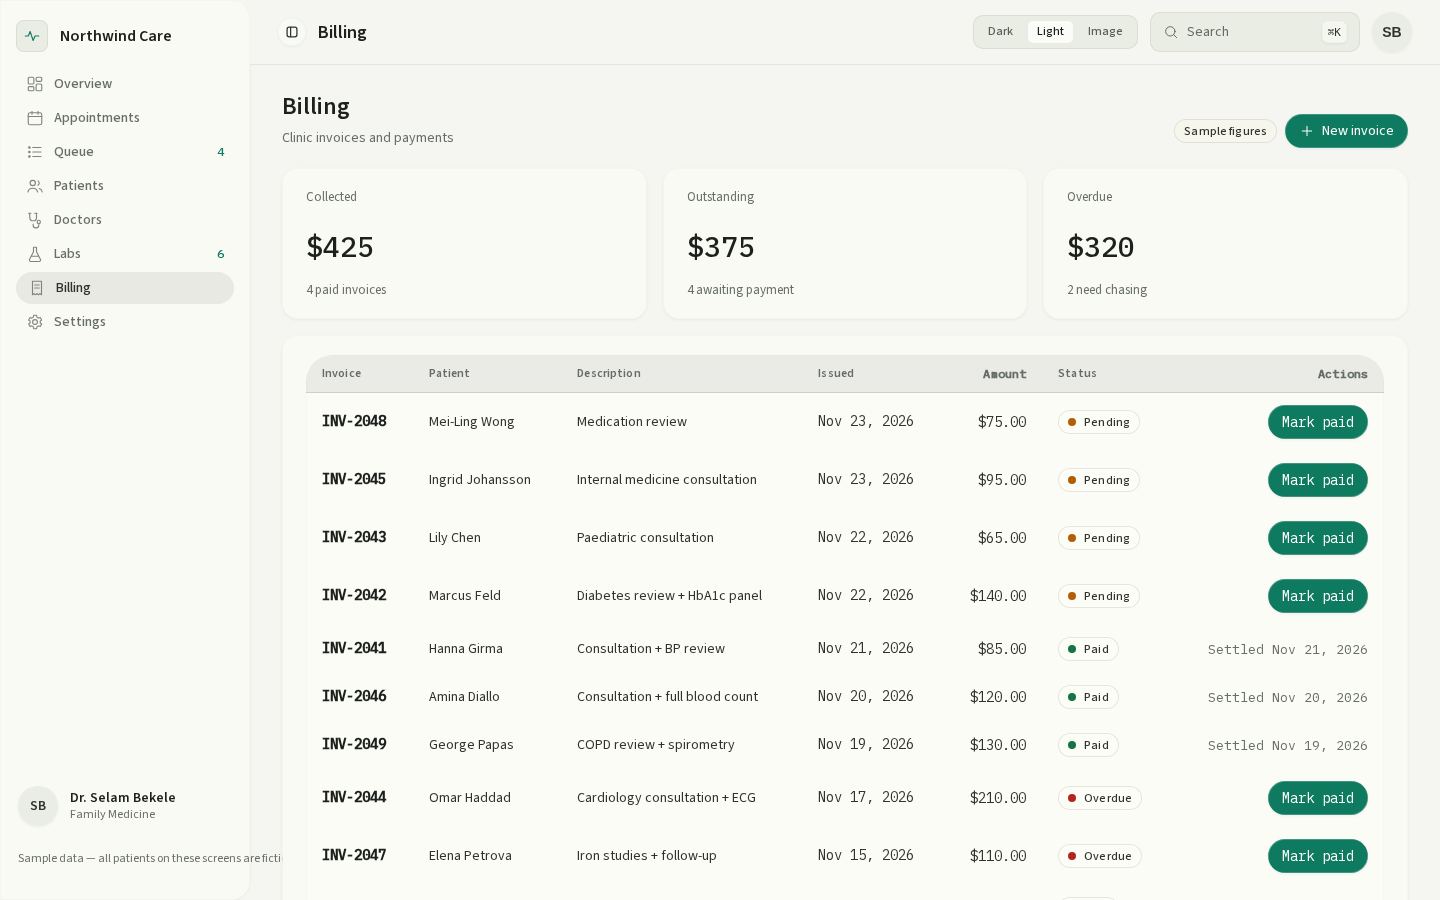 Northwind Care
Overview
Appointments
Queue 4
Patients
Doctors
Labs 6
Billing
Settings
SB
Dr. Selam Bekele
Family Medicine
Sample data — all patients on these screens are
Billing
Dark Light Image
Search ⌘K
SB
Billing
Clinic invoices and payments
Sample figures
New invoice
Collected
$425
4 paid invoices
Outstanding
$375
4 awaiting payment
Overdue
$320
2 need chasing
Invoice Patient Description Issued Amount Status Actions
INV-2048 Mei-Ling Wong Medication review Nov 23, 2026 $75.00 Pending Mark paid
INV-2045 Ingrid Johansson Internal medicine consultation Nov 23, 2026 $95.00 Pending Mark paid
INV-2043 Lily Chen Paediatric consultation Nov 22, 2026 $65.00 Pending Mark paid
INV-2042 Marcus Feld Diabetes review + HbA1c panel Nov 22, 2026 $140.00 Pending Mark paid
INV-2041 Hanna Girma Consultation + BP review Nov 21, 2026 $85.00 Paid Settled Nov 21, 2026
INV-2046 Amina Diallo Consultation + full blood count Nov 20, 2026 $120.00 Paid Settled Nov 20, 2026
INV-2049 George Papas COPD review + spirometry Nov 19, 2026 $130.00 Paid Settled Nov 19, 2026
INV-2044 Omar Haddad Cardiology consultation + ECG Nov 17, 2026 $210.00 Overdue Mark paid
INV-2047 Elena Petrova Iron studies + follow-up Nov 15, 2026 $110.00 Overdue Mark paid